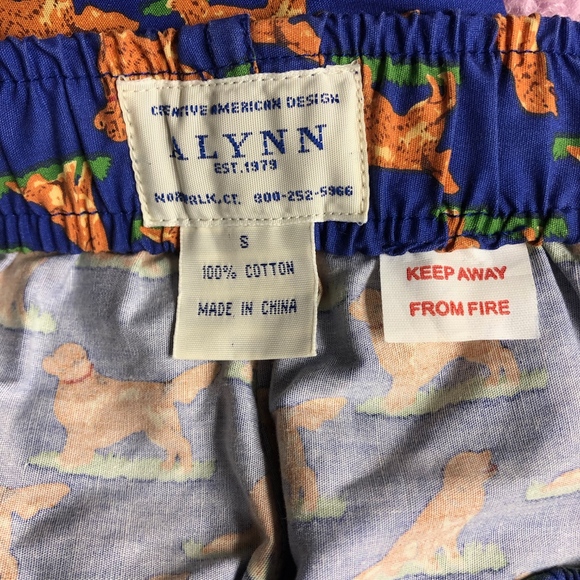 CREATIVE AMERICAN DESIGN
ALYNN
EST. 1979
NORWALK, CT. 800-252-5966
S
100% COTTON
MADE IN CHINA
KEEP AWAY
FROM FIRE